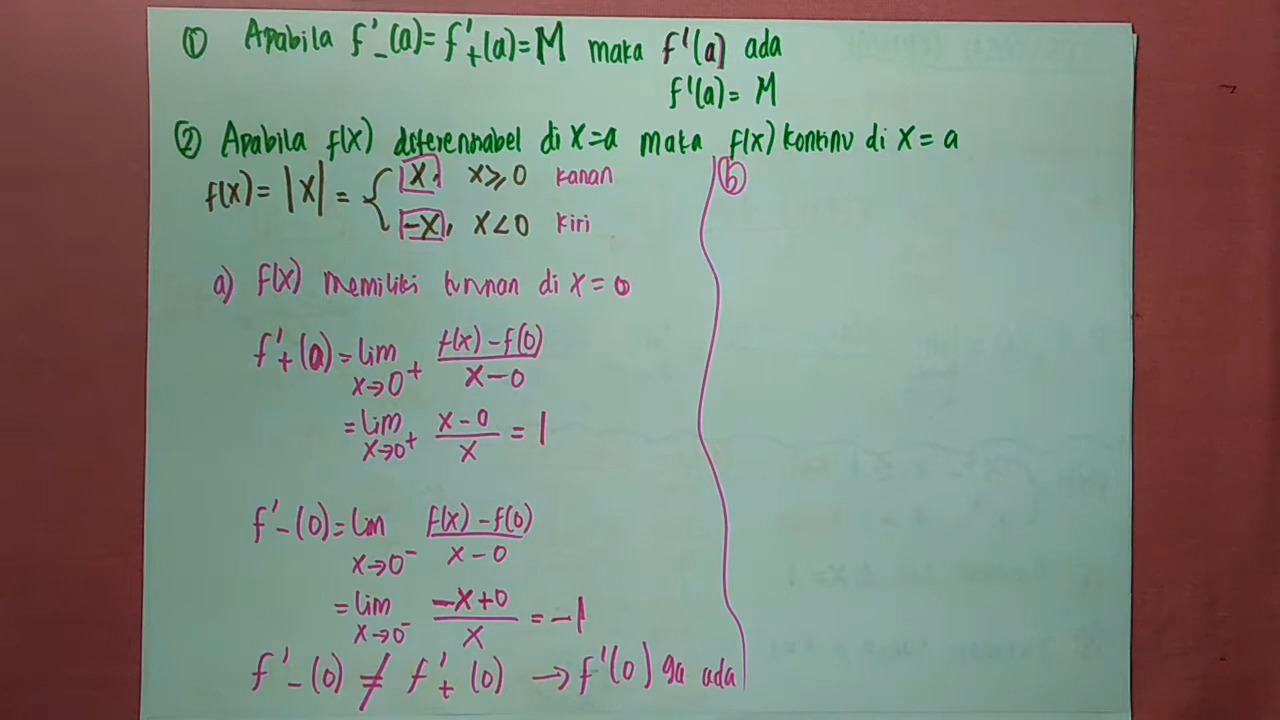 ① Apabila f'₋(a)=f'₊(a)=M maka f'(a) ada
f'(a)= M
② Apabila f(x) diferennabel di x=a maka f(x) kontinu di x = a
f(x)= |x| = { x, x⩾0 kanan
-x, x<0 kiri
a) f(x) memiliki turunan di x=0
f'₊(a)= lim x→0⁺ f(x)-f(0) / x-0
= lim x→0⁺ x-0 / x = 1
f'₋(0)= lim x→0⁻ f(x)-f(0) / x-0
= lim x→0⁻ -x+0 / x = -1
f'₋(0) ≠ f'₊(0) → f'(0) ga ada
ⓑ